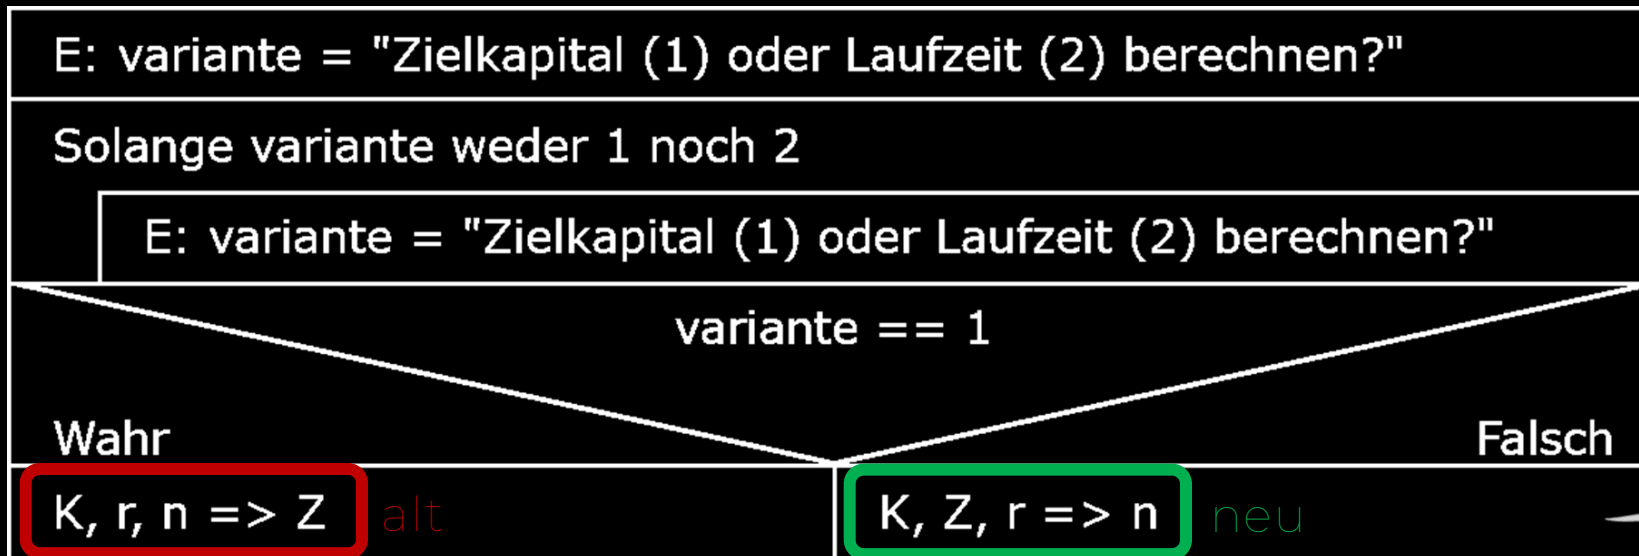 E: variante = "Zielkapital (1) oder Laufzeit (2) berechnen?"
Solange variante weder 1 noch 2
E: variante = "Zielkapital (1) oder Laufzeit (2) berechnen?"
variante == 1
Wahr
Falsch
K, r, n => Z
alt
K, Z, r => n
neu